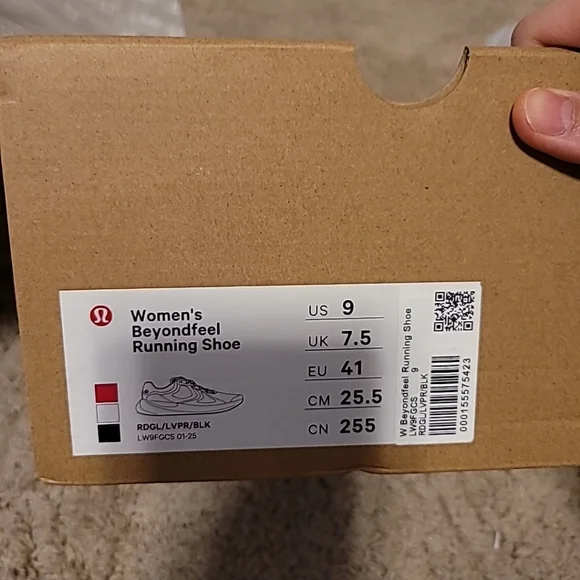 Women's
Beyondfeel
Running Shoe
RDGL/LVPR/BLK
LW9FGCS 01-25
US 9
UK 7.5
EU 41
CM 25.5
CN 255
W Beyondfeel Running Shoe
LW9FGCS 9
RDGL/LVPR/BLK
000155575423